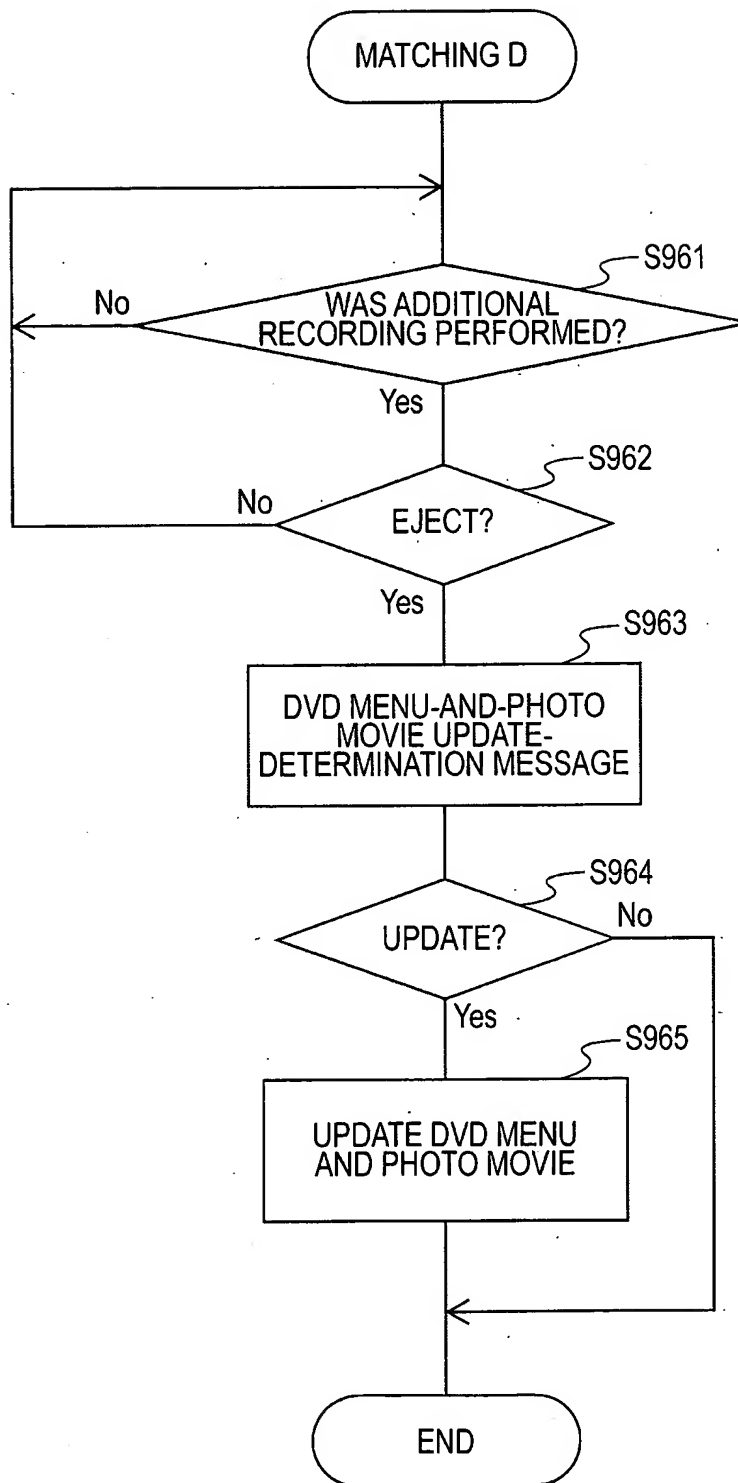 MATCHING D
S961
No
WAS ADDITIONAL
RECORDING PERFORMED?
Yes
S962
No
EJECT?
Yes
S963
DVD MENU-AND-PHOTO
MOVIE UPDATE-
DETERMINATION MESSAGE
S964
No
UPDATE?
Yes
S965
UPDATE DVD MENU
AND PHOTO MOVIE
END